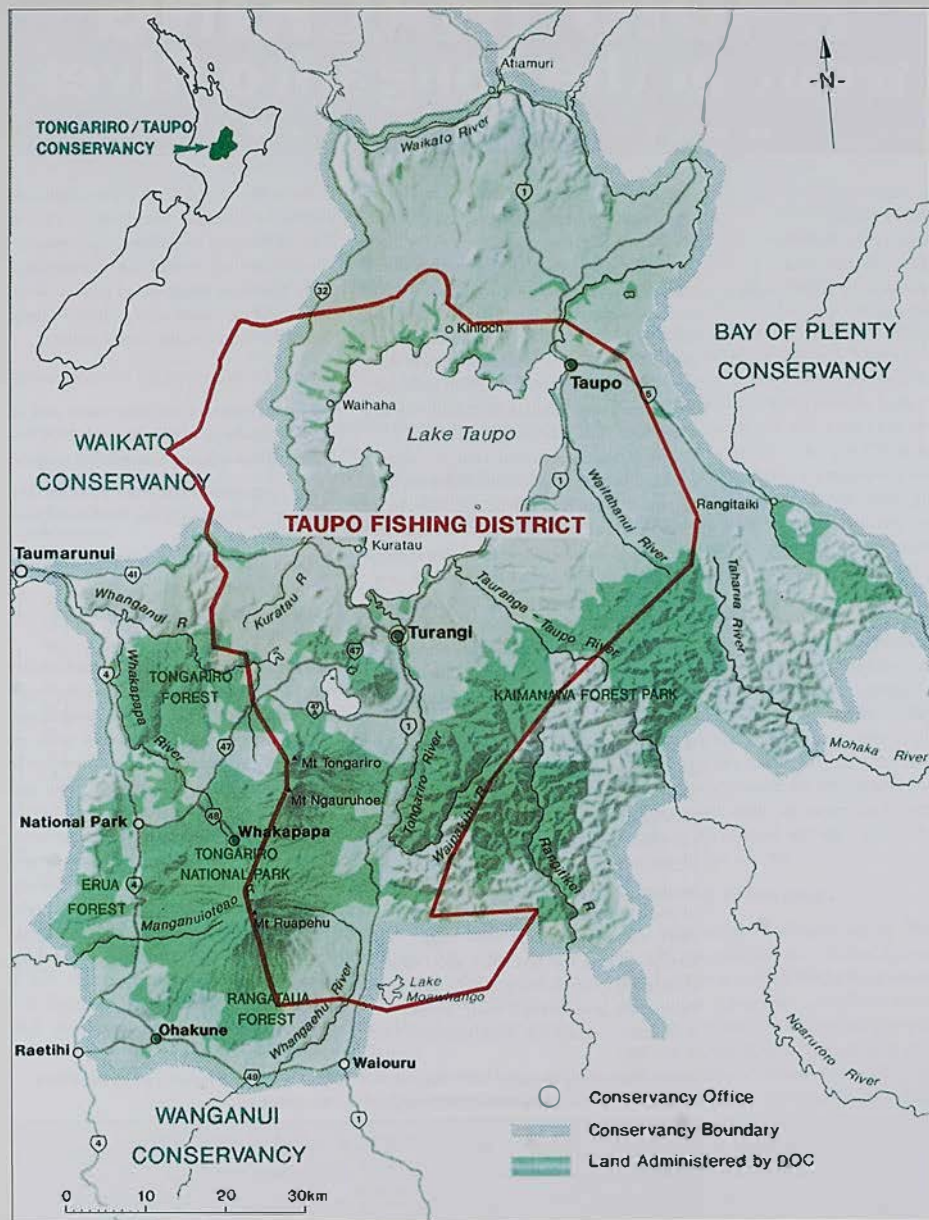 Atiamuri
-N-
TONGARIRO/TAUPO
CONSERVANCY
Waikato River
1
32
Kinloch
BAY OF PLENTY
CONSERVANCY
Taupo
5
Waihaha
Lake Taupo
WAIKATO
CONSERVANCY
1
Waitahanui River
Rangitaiki
TAUPO FISHING DISTRICT
Kuratau
Taumarunui
41
Whanganui R
Kuratau R
Tauranga - Taupo River
Taharua River
Turangi
47
4
Whakapapa River
TONGARIRO
FOREST
KAIMANAWA FOREST PARK
47
1
47
Mohaka River
Mt Tongariro
Tongariro River
Mt Ngauruhoe
Waipakihi R
National Park
48
Whakapapa
TONGARIRO
NATIONAL PARK
Rangitikei R
ERUA
FOREST
4
Manganuioteao
Mt Ruapehu
Lake
Moawhango
RANGATAUA
FOREST
Whangaehu River
Ngaruroro River
Ohakune
Raetihi
49
Waiouru
WANGANUI
CONSERVANCY
4
1
Conservancy Office
Conservancy Boundary
Land Administered by DOC
0 10 20 30km